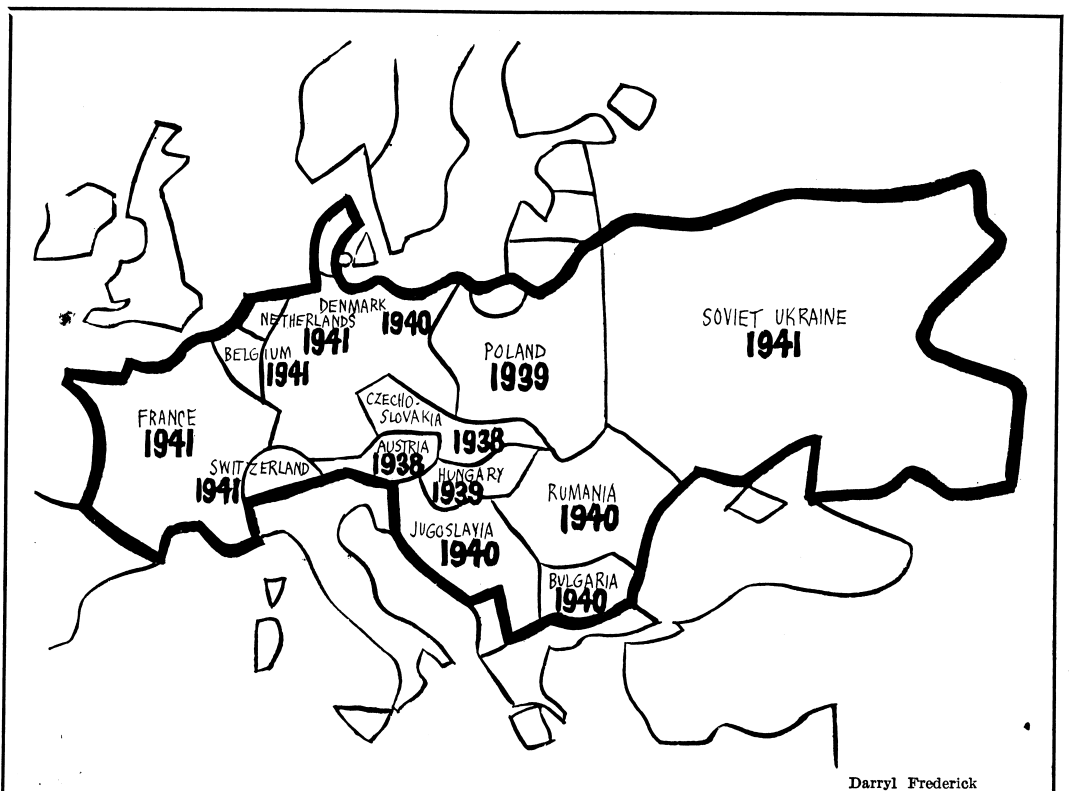 DENMARK
1940
NETHERLANDS
1941
SOVIET UKRAINE
1941
BELGIUM
1941
POLAND
1939
FRANCE
1941
CZECHO-
SLOVAKIA
1938
AUSTRIA
1938
SWITZERLAND
1941
HUNGARY
1939
RUMANIA
1940
JUGOSLAVIA
1940
BULGARIA
1940
Darryl Frederick